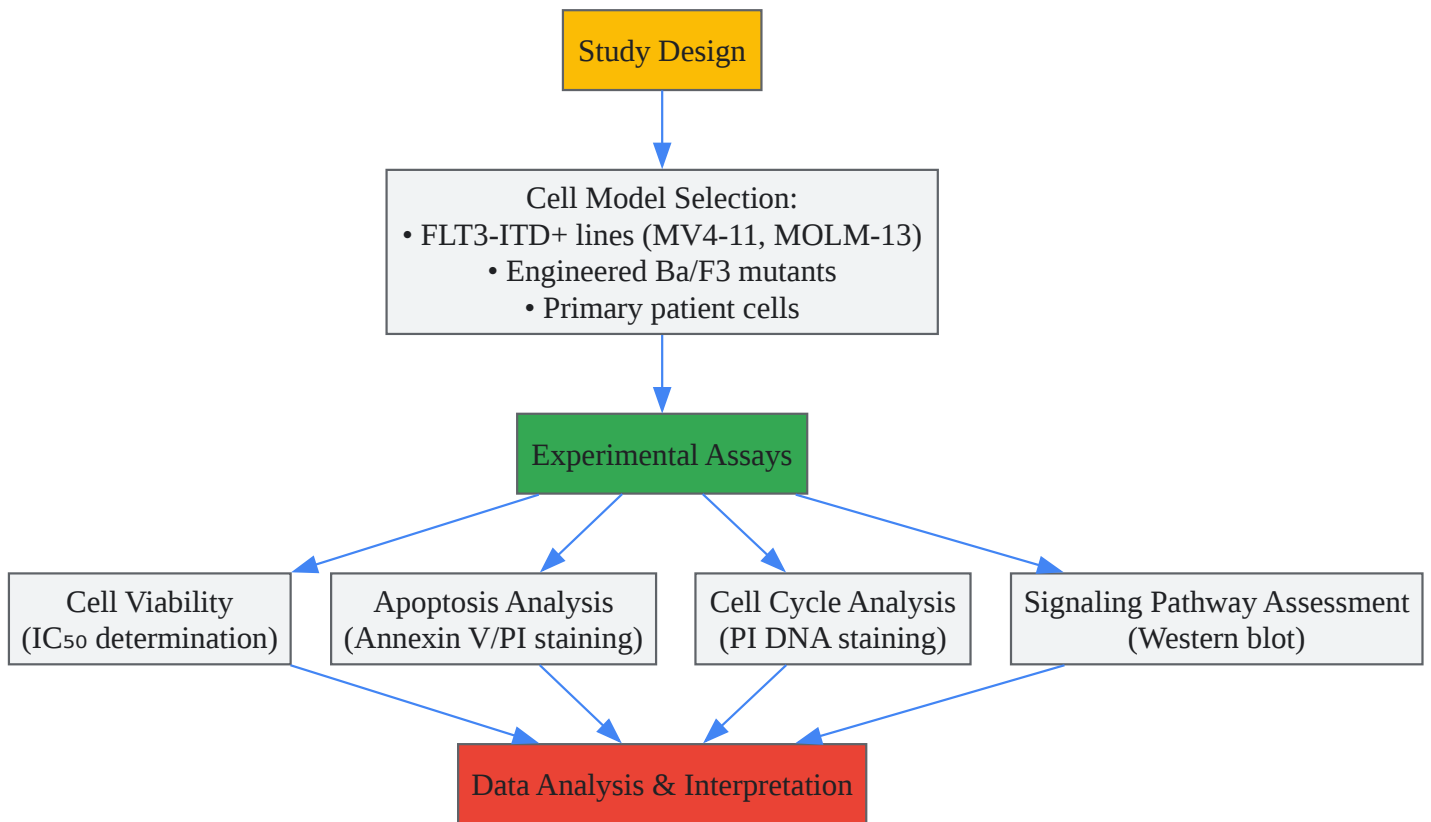 Study Design
Cell Model Selection:
• FLT3-ITD+ lines (MV4-11, MOLM-13)
• Engineered Ba/F3 mutants
• Primary patient cells
Experimental Assays
Cell Viability
(IC₅₀ determination)
Apoptosis Analysis
(Annexin V/PI staining)
Cell Cycle Analysis
(PI DNA staining)
Signaling Pathway Assessment
(Western blot)
Data Analysis & Interpretation